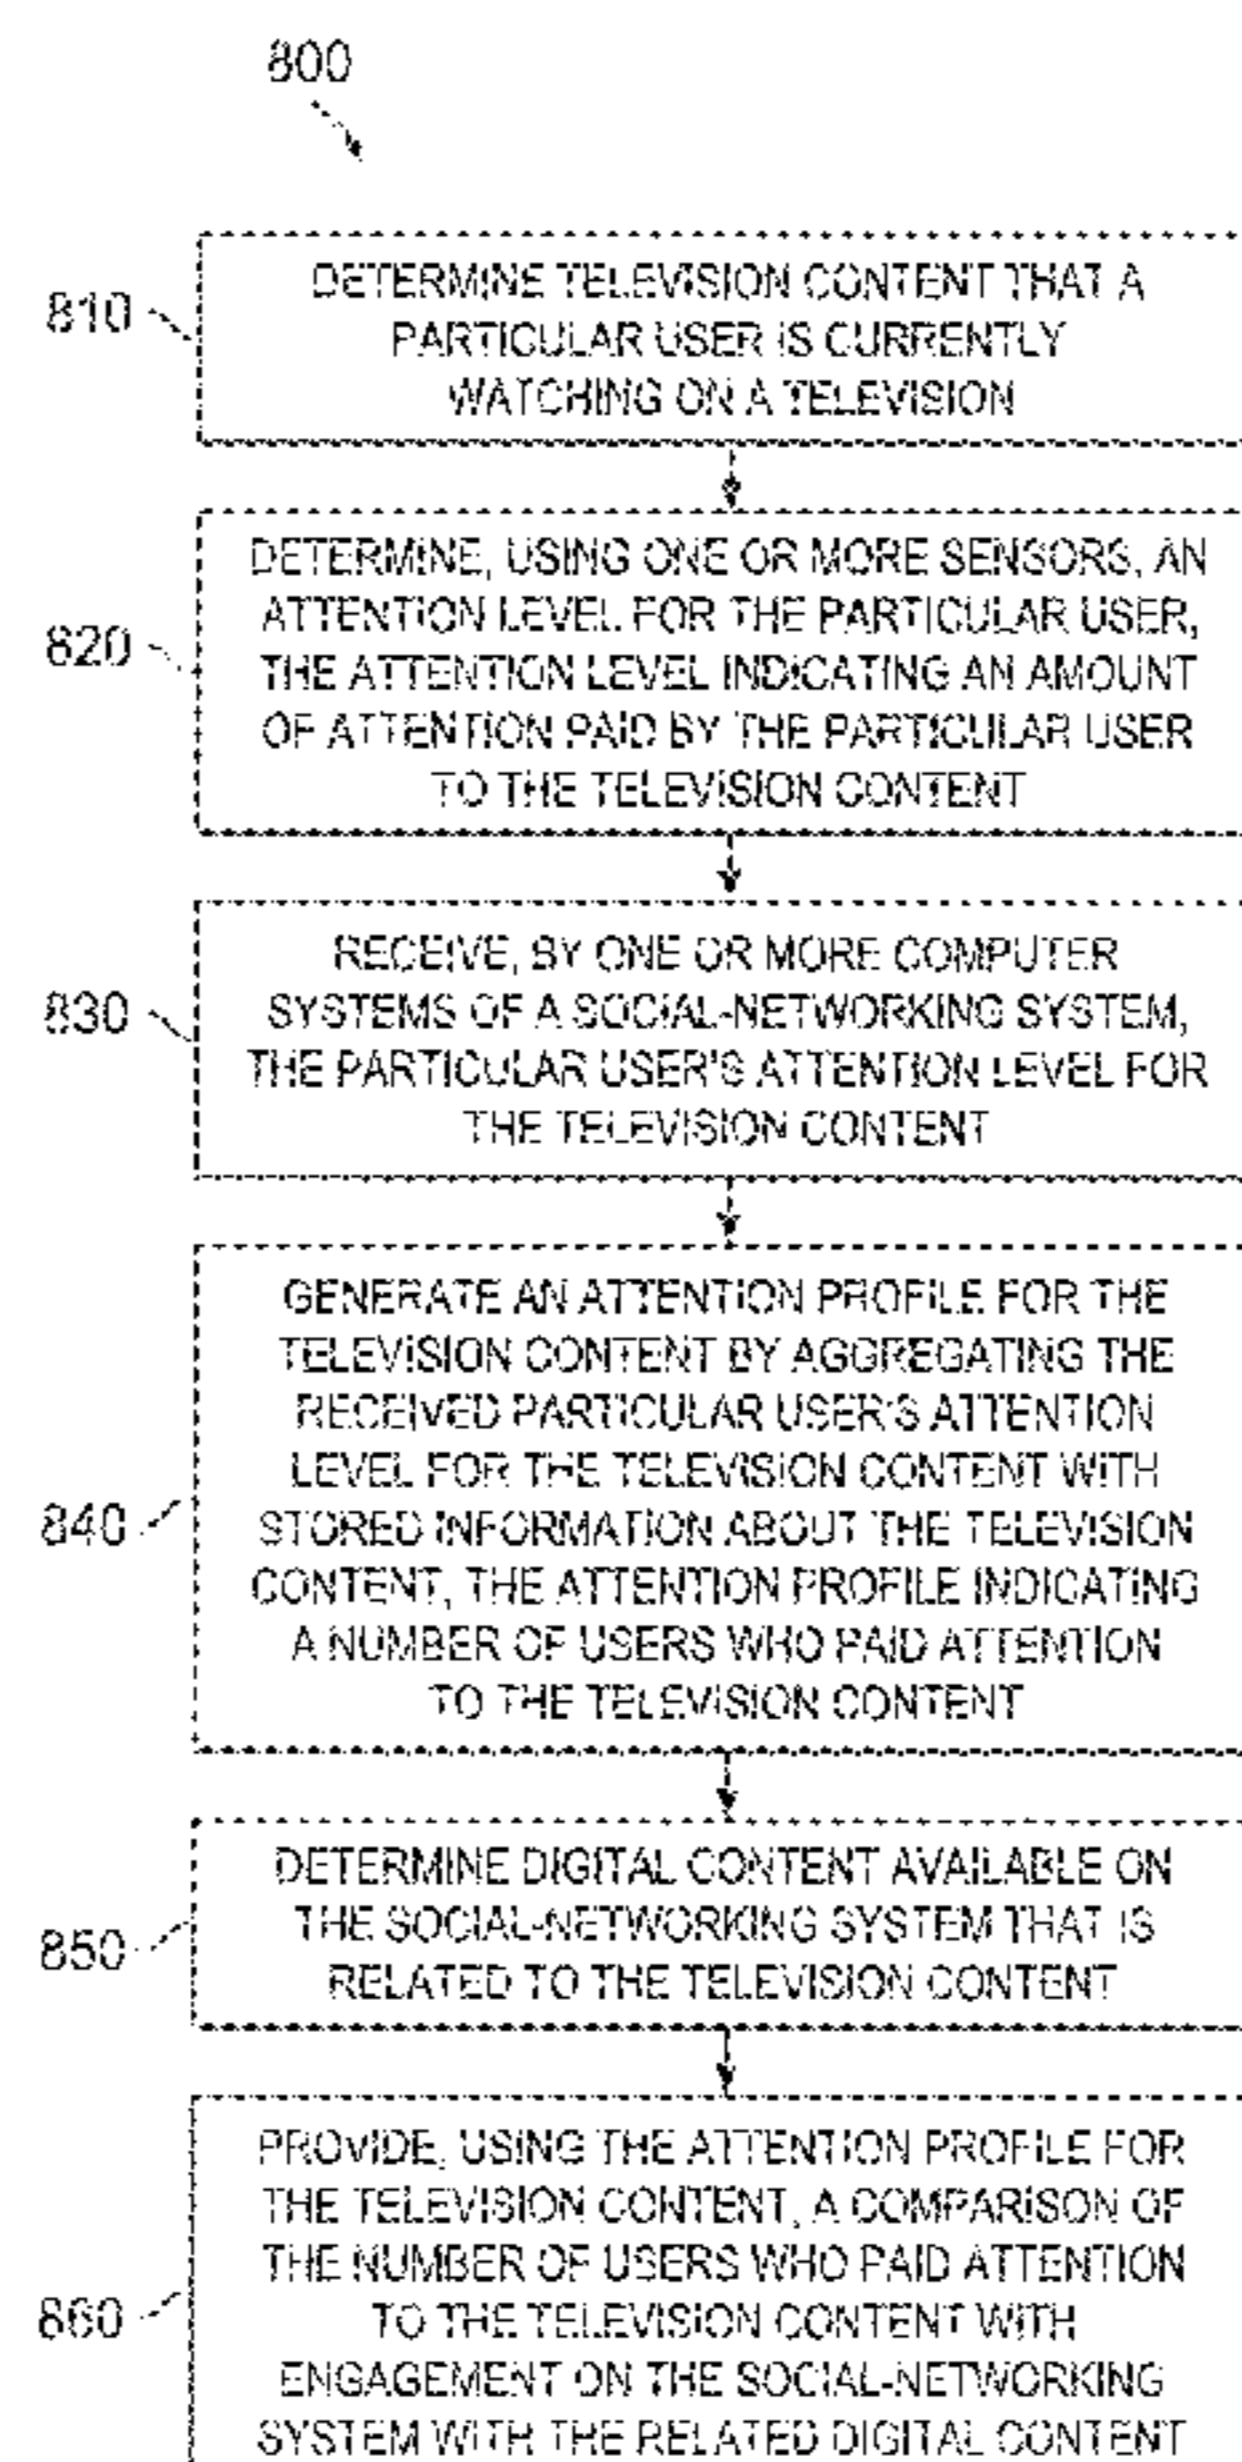 800
810
DETERMINE TELEVISION CONTENT THAT A
PARTICULAR USER IS CURRENTLY
WATCHING ON A TELEVISION
820
DETERMINE, USING ONE OR MORE SENSORS, AN
ATTENTION LEVEL FOR THE PARTICULAR USER,
THE ATTENTION LEVEL INDICATING AN AMOUNT
OF ATTENTION PAID BY THE PARTICULAR USER
TO THE TELEVISION CONTENT
830
RECEIVE, BY ONE OR MORE COMPUTER
SYSTEMS OF A SOCIAL-NETWORKING SYSTEM,
THE PARTICULAR USER'S ATTENTION LEVEL FOR
THE TELEVISION CONTENT
840
GENERATE AN ATTENTION PROFILE FOR THE
TELEVISION CONTENT BY AGGREGATING THE
RECEIVED PARTICULAR USER'S ATTENTION
LEVEL FOR THE TELEVISION CONTENT WITH
STORED INFORMATION ABOUT THE TELEVISION
CONTENT, THE ATTENTION PROFILE INDICATING
A NUMBER OF USERS WHO PAID ATTENTION
TO THE TELEVISION CONTENT
850
DETERMINE DIGITAL CONTENT AVAILABLE ON
THE SOCIAL-NETWORKING SYSTEM THAT IS
RELATED TO THE TELEVISION CONTENT
860
PROVIDE, USING THE ATTENTION PROFILE FOR
THE TELEVISION CONTENT, A COMPARISON OF
THE NUMBER OF USERS WHO PAID ATTENTION
TO THE TELEVISION CONTENT WITH
ENGAGEMENT ON THE SOCIAL-NETWORKING
SYSTEM WITH THE RELATED DIGITAL CONTENT